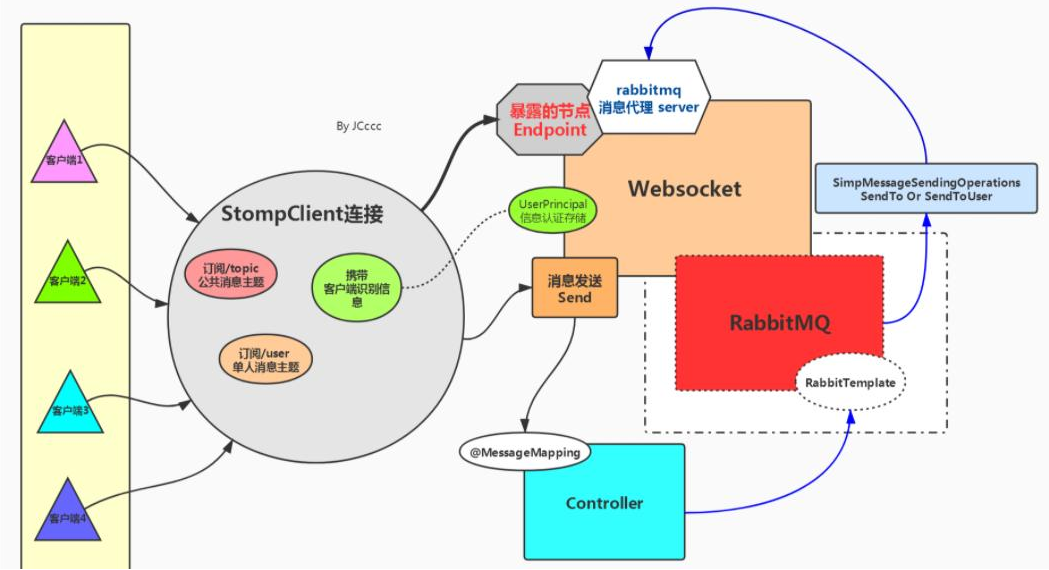 暴露的节点
Endpoint
rabbitmq
消息代理 server
By JCccc
客户端1
StompClient连接
UserPrincipal
信息认证存储
Websocket
SimpMessageSendingOperations
SendTo Or SendToUser
客户端2
订阅/topic
公共消息主题
携带
客户端识别信
息
消息发送
Send
RabbitMQ
订阅/user
单人消息主题
RabbitTemplate
客户端3
@MessageMapping
Controller
客户端4